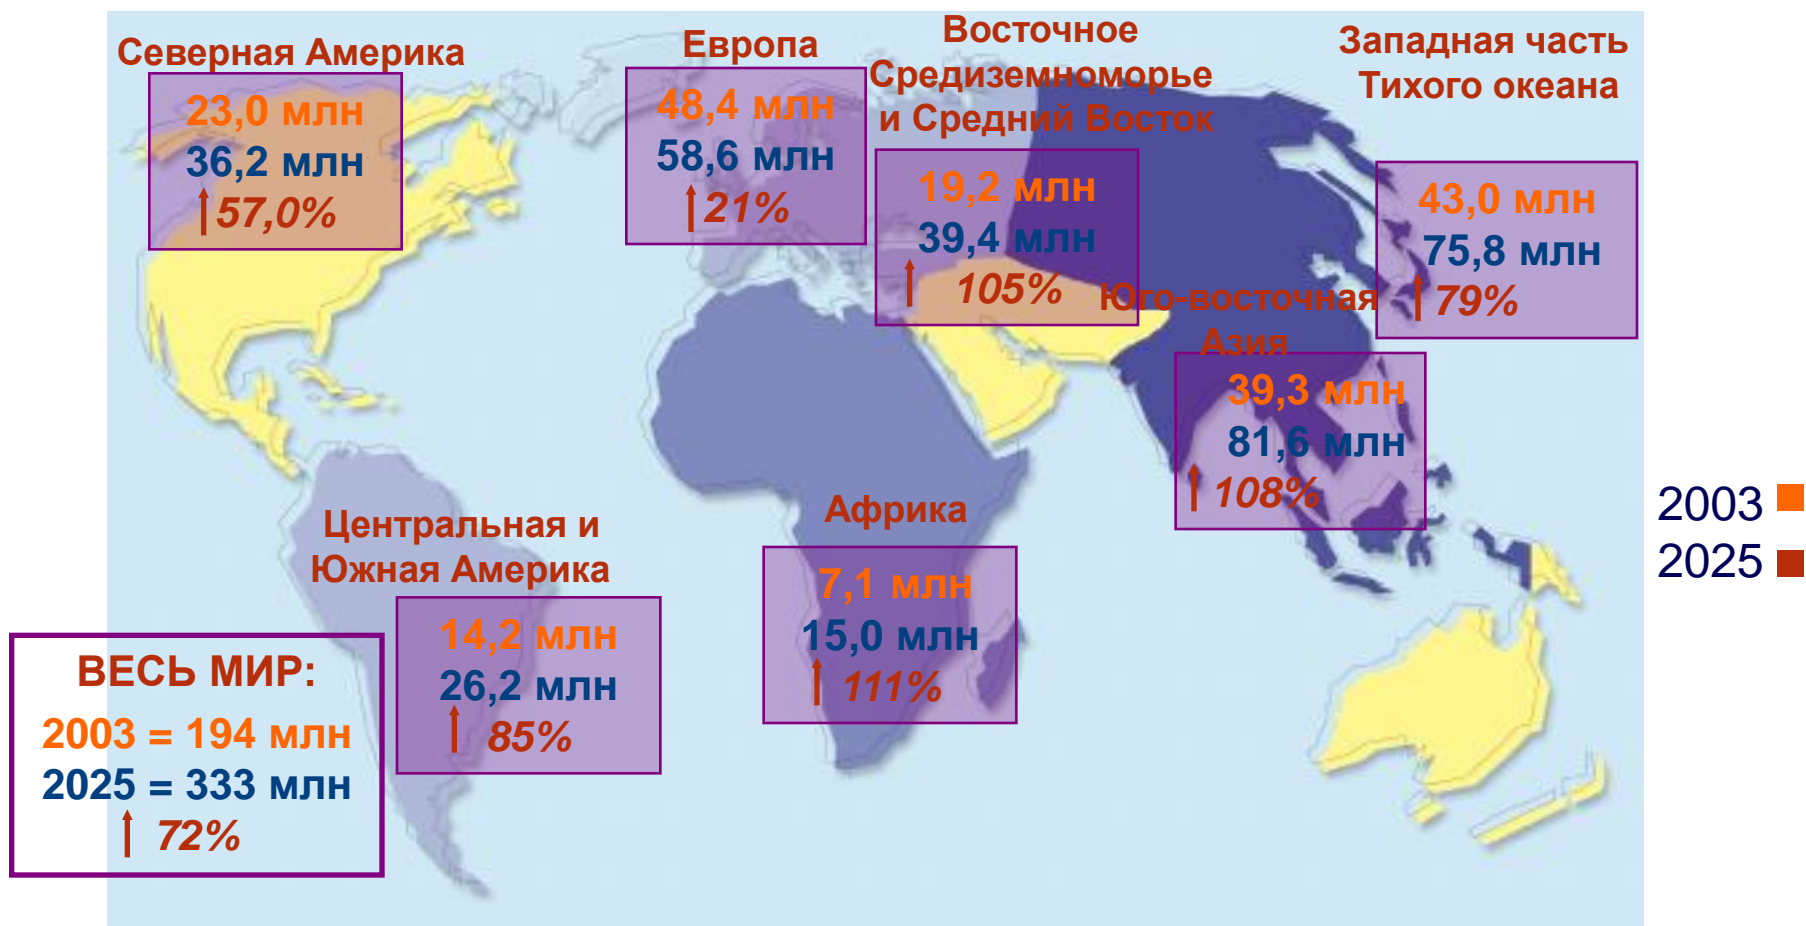 Северная Америка
23,0 млн
36,2 млн
57,0%
Европа
48,4 млн
58,6 млн
21%
Восточное
Средиземноморье
и Средний Восток
19,2 млн
39,4 млн
105%
Западная часть
Тихого океана
43,0 млн
75,8 млн
79%
Юго-восточная
Азия
39,3 млн
81,6 млн
108%
2003
2025
Центральная и
Южная Америка
14,2 млн
26,2 млн
85%
Африка
7,1 млн
15,0 млн
111%
ВЕСЬ МИР:
2003 = 194 млн
2025 = 333 млн
72%